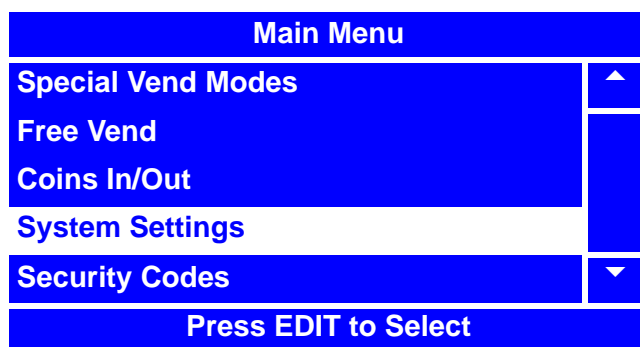 Main Menu
Special Vend Modes
Free Vend
Coins In/Out
System Settings
Security Codes
Press EDIT to Select